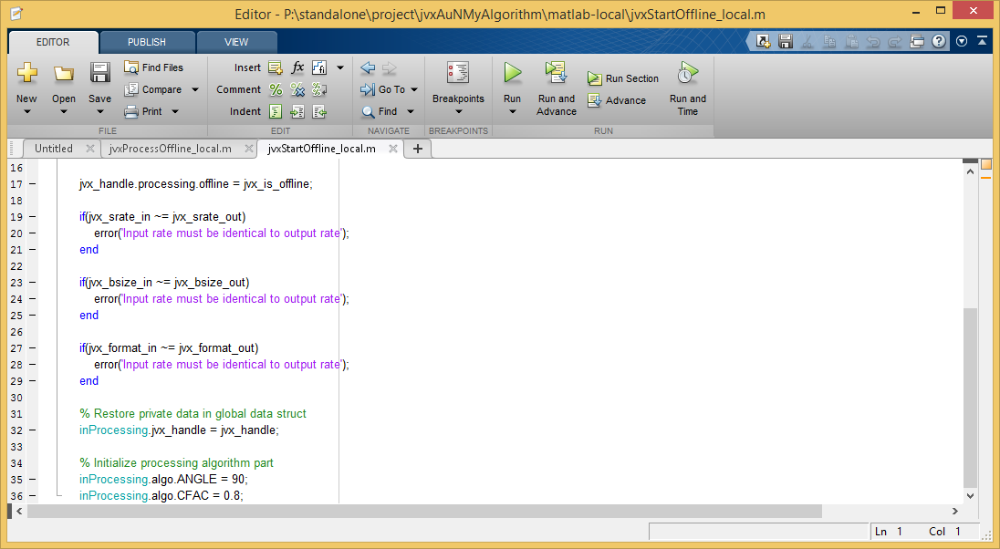 Editor - P:\standalone\project\jvxAuNMyAlgorithm\matlab-local\jvxStartOffline_local.m
EDITOR PUBLISH VIEW
New Open Save Find Files Compare Print
Insert fx Comment Indent
Go To Find
Breakpoints
Run Run and Advance Run Section Advance Run and Time
FILE EDIT NAVIGATE BREAKPOINTS RUN
Untitled jvxProcessOffline_local.m jvxStartOffline_local.m
16
17 jvx_handle.processing.offline = jvx_is_offline;
18
19 if(jvx_srate_in ~= jvx_srate_out)
20 error('Input rate must be identical to output rate');
21 end
22
23 if(jvx_bsize_in ~= jvx_bsize_out)
24 error('Input rate must be identical to output rate');
25 end
26
27 if(jvx_format_in ~= jvx_format_out)
28 error('Input rate must be identical to output rate');
29 end
30
31 % Restore private data in global data struct
32 inProcessing.jvx_handle = jvx_handle;
33
34 % Initialize processing algorithm part
35 inProcessing.algo.ANGLE = 90;
36 inProcessing.algo.CFAC = 0.8;
Ln 1 Col 1